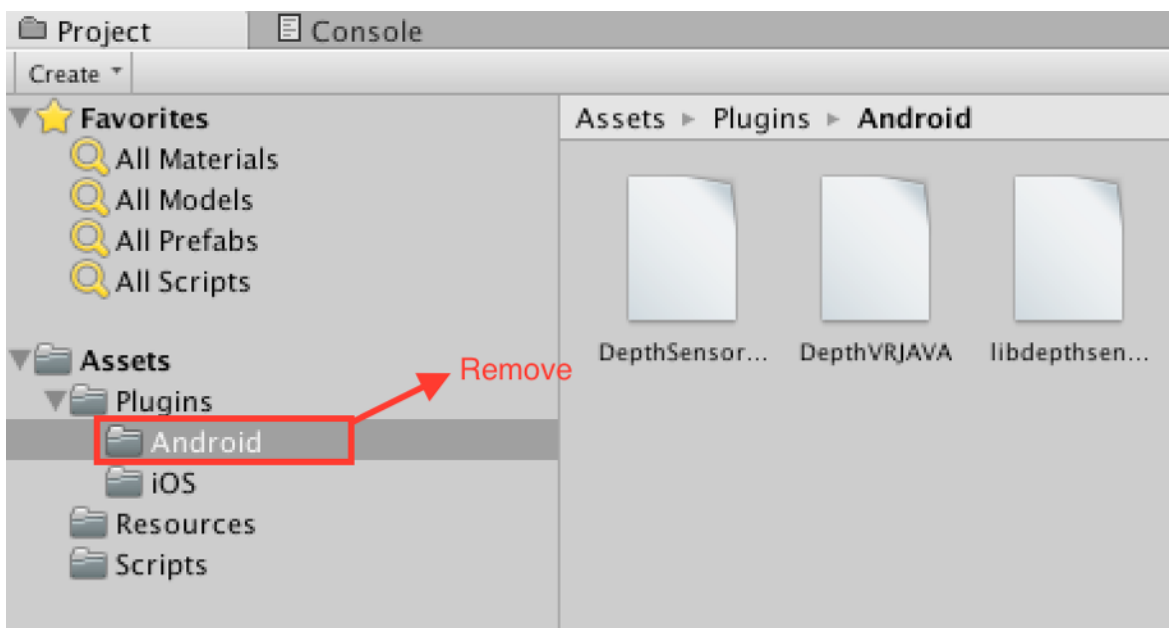 Project
Console
Create
Favorites
All Materials
All Models
All Prefabs
All Scripts
Assets
Plugins
Android
iOS
Resources
Scripts
Remove
Assets ▶ Plugins ▶ Android
DepthSensor...
DepthVRJAVA
libdepthsen...